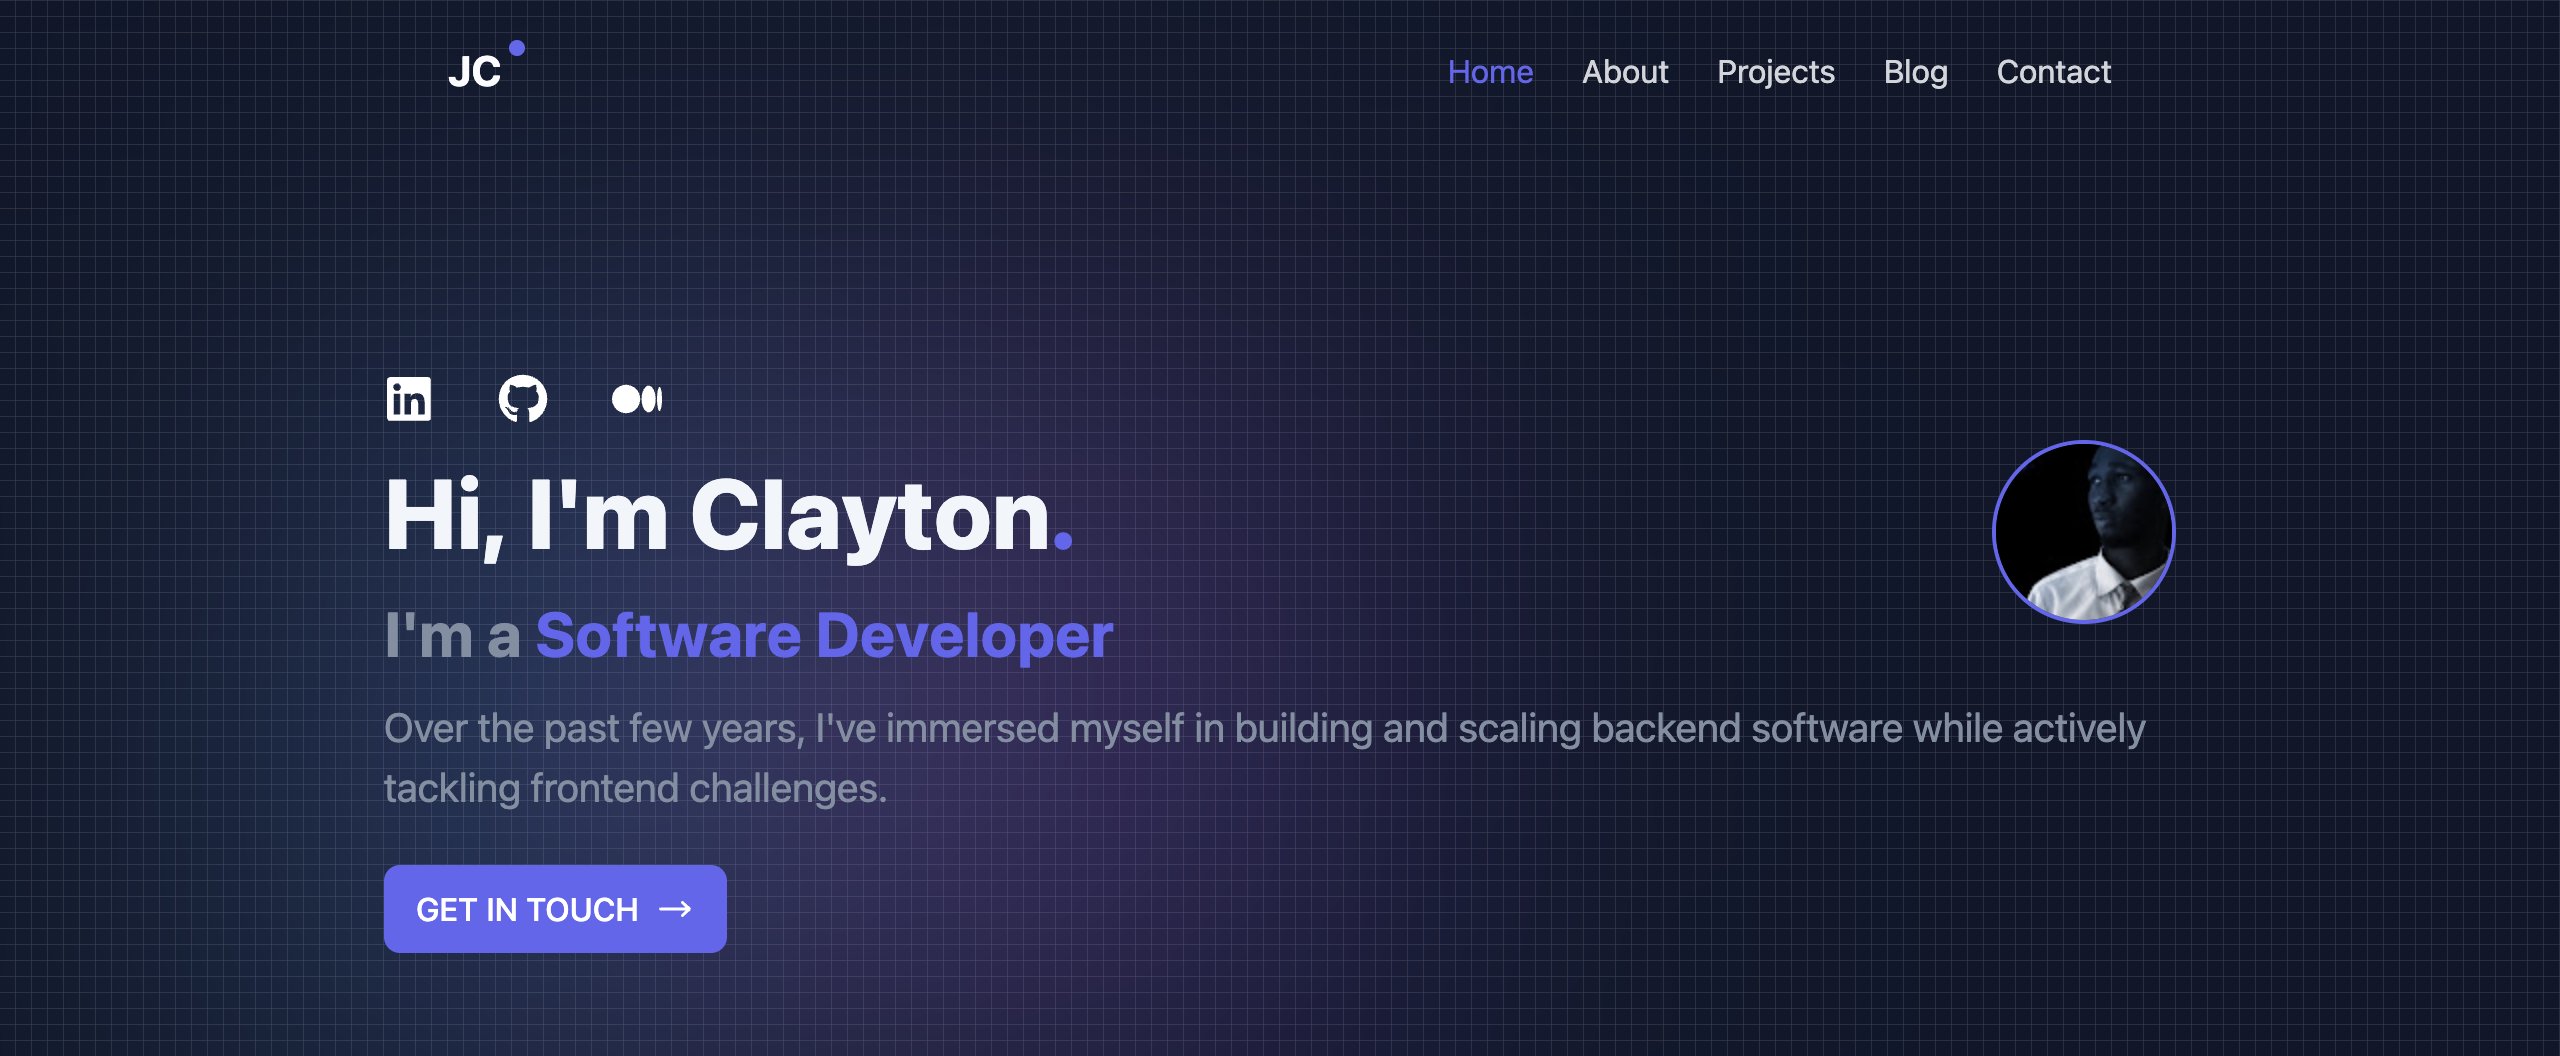 JC
Home About Projects Blog Contact
in
Hi, I'm Clayton.
I'm a Software Developer
Over the past few years, I've immersed myself in building and scaling backend software while actively
tackling frontend challenges.
GET IN TOUCH →